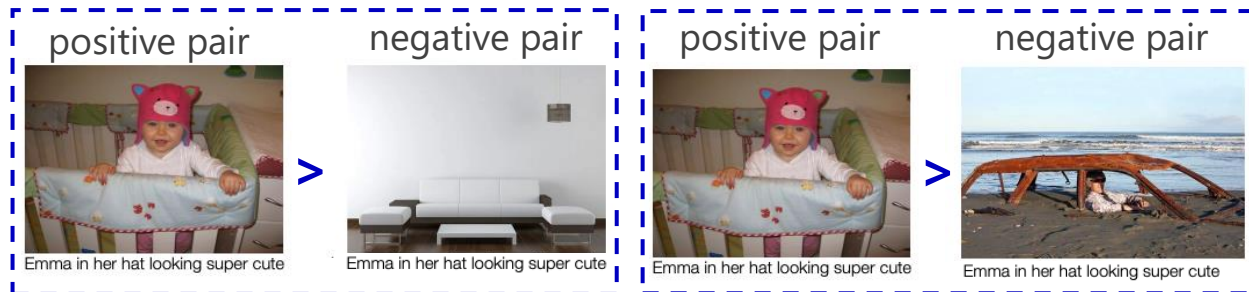 positive pair
negative pair
>
Emma in her hat looking super cute
Emma in her hat looking super cute
positive pair
negative pair
>
Emma in her hat looking super cute
Emma in her hat looking super cute